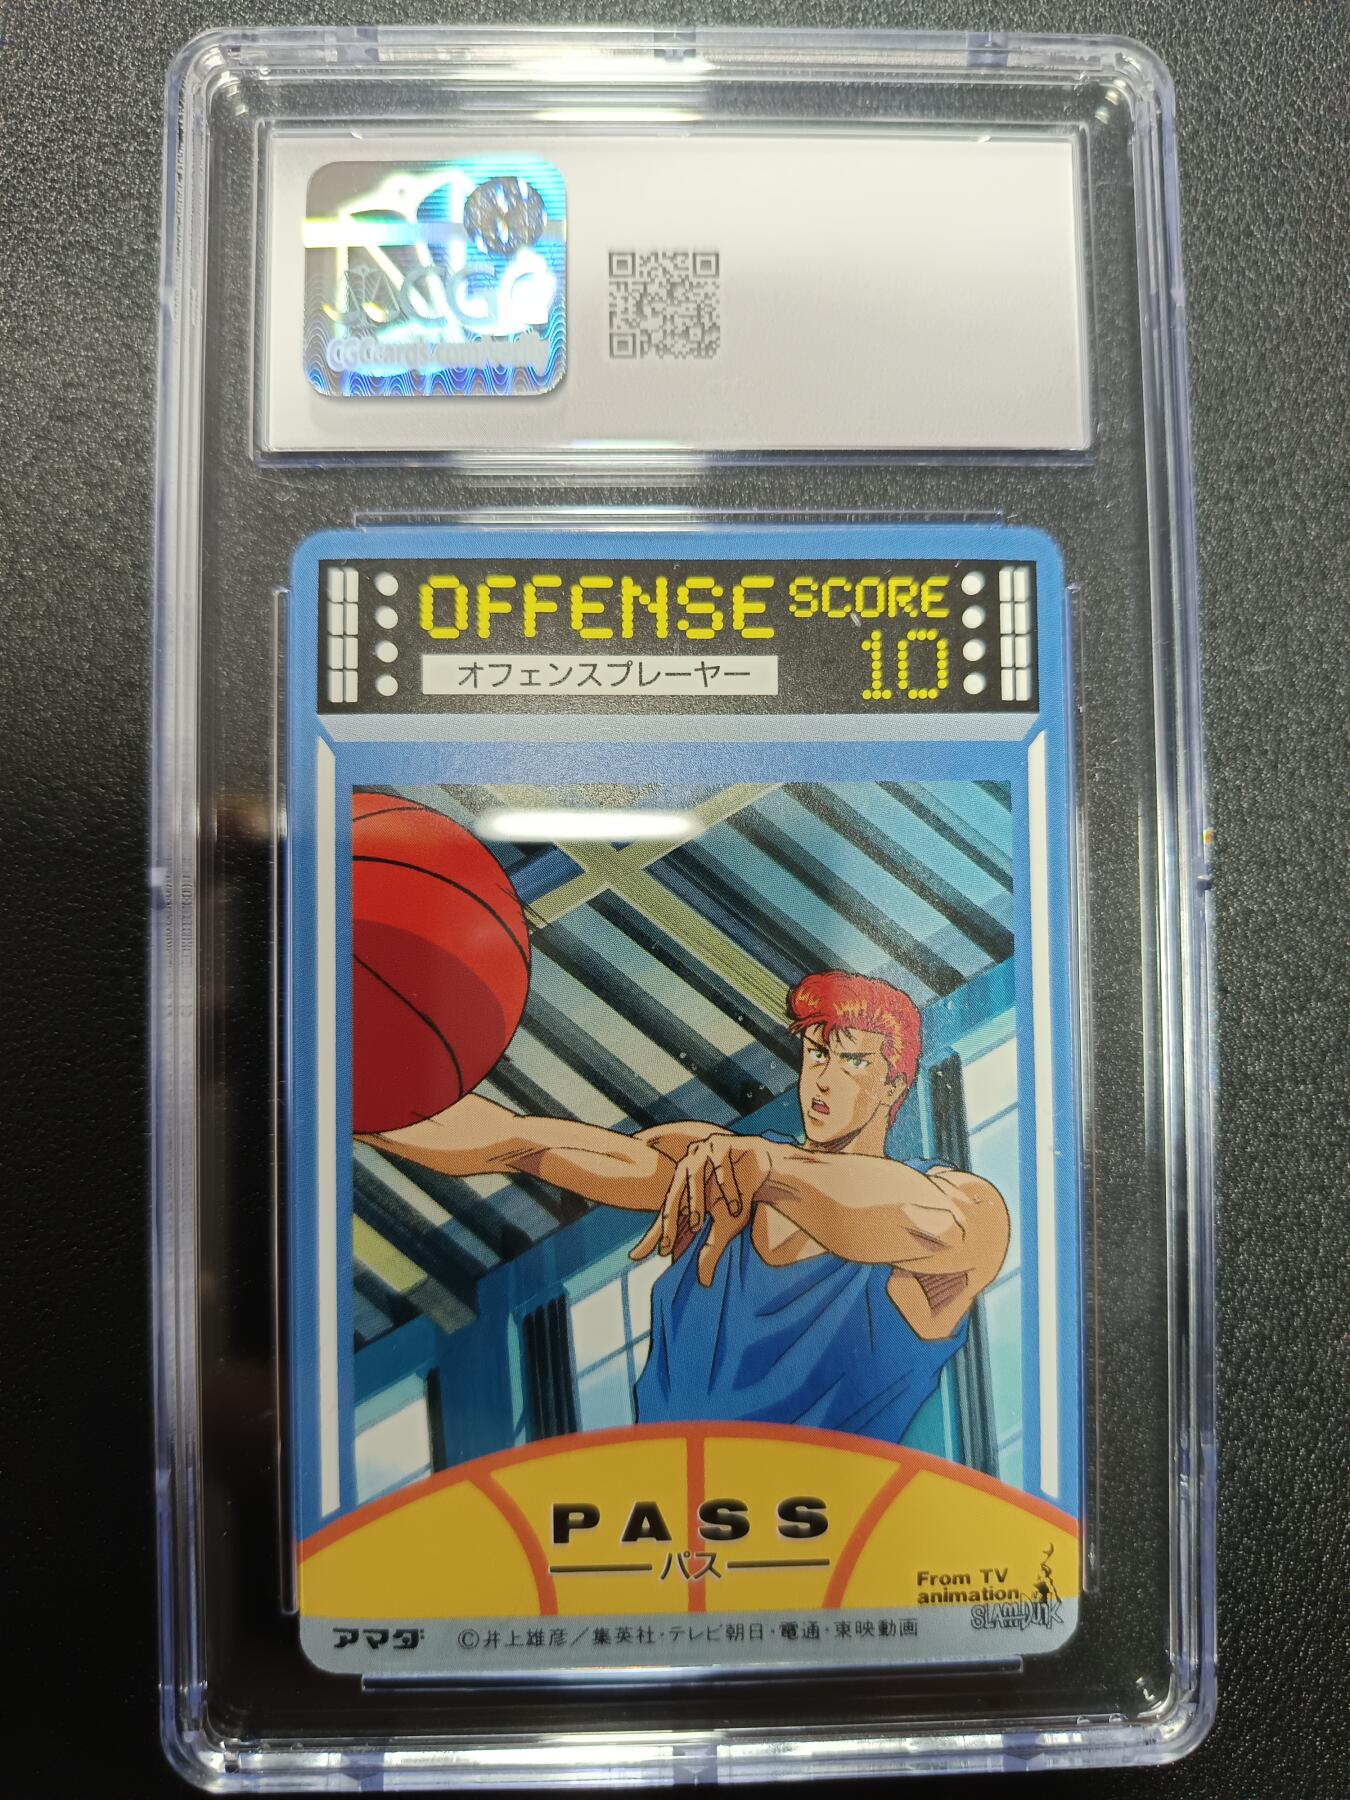 CGC
CGCcards.com/verify
OFFENSE SCORE
オフェンスプレーヤー
10
PASS
パス
From TV
animation
SLAM DUNK
アマダ ©井上雄彦/集英社・テレビ朝日・電通・東映動画